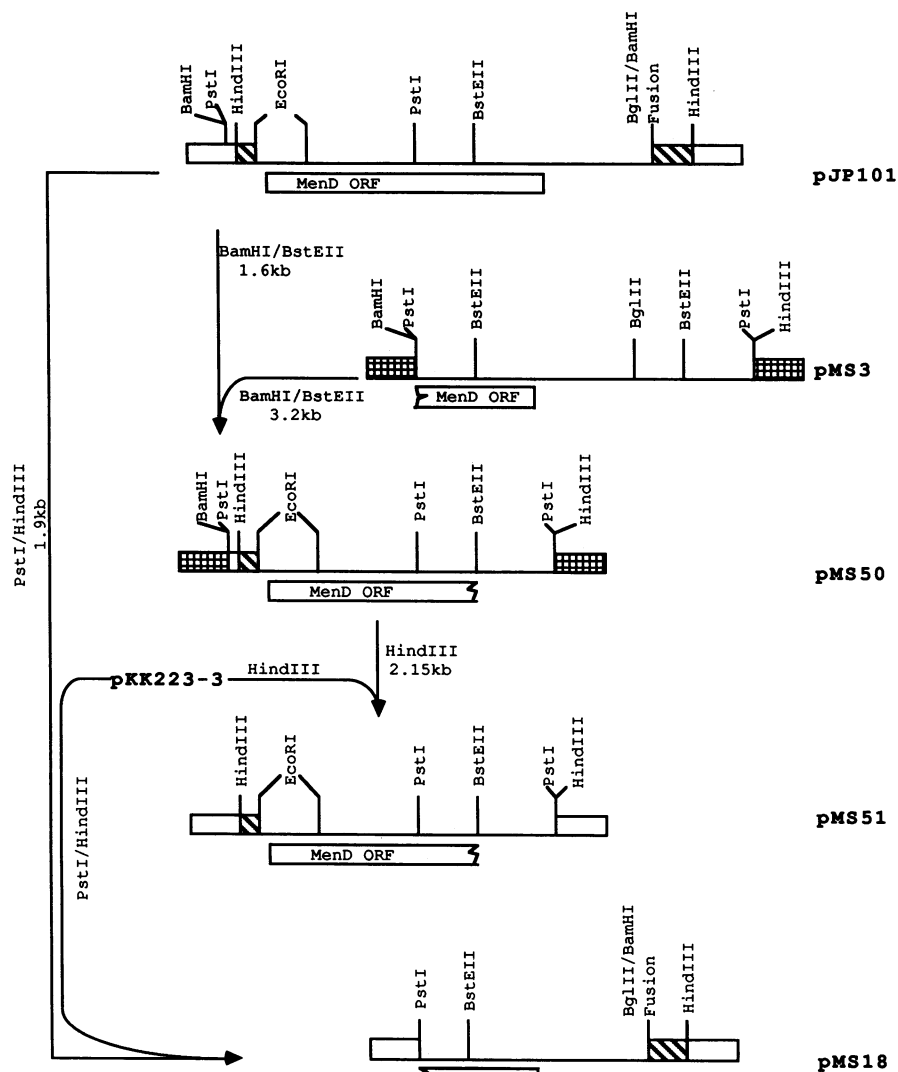 BamHI
PstI
HindIII
EcoRI
PstI
BstEII
BglII/BamHI
Fusion
HindIII
MenD ORF
pJP101
BamHI/BstEII
1.6kb
BamHI
PstI
BstEII
BglII
BstEII
PstI
HindIII
pMS3
MenD ORF
BamHI/BstEII
3.2kb
PstI/HindIII
1.9kb
BamHI
PstI
HindIII
EcoRI
PstI
BstEII
PstI
HindIII
pMS50
MenD ORF
HindIII
2.15kb
pKK223-3
HindIII
PstI/HindIII
HindIII
EcoRI
PstI
BstEII
PstI
HindIII
pMS51
MenD ORF
PstI
BstEII
BglII/BamHI
Fusion
HindIII
pMS18